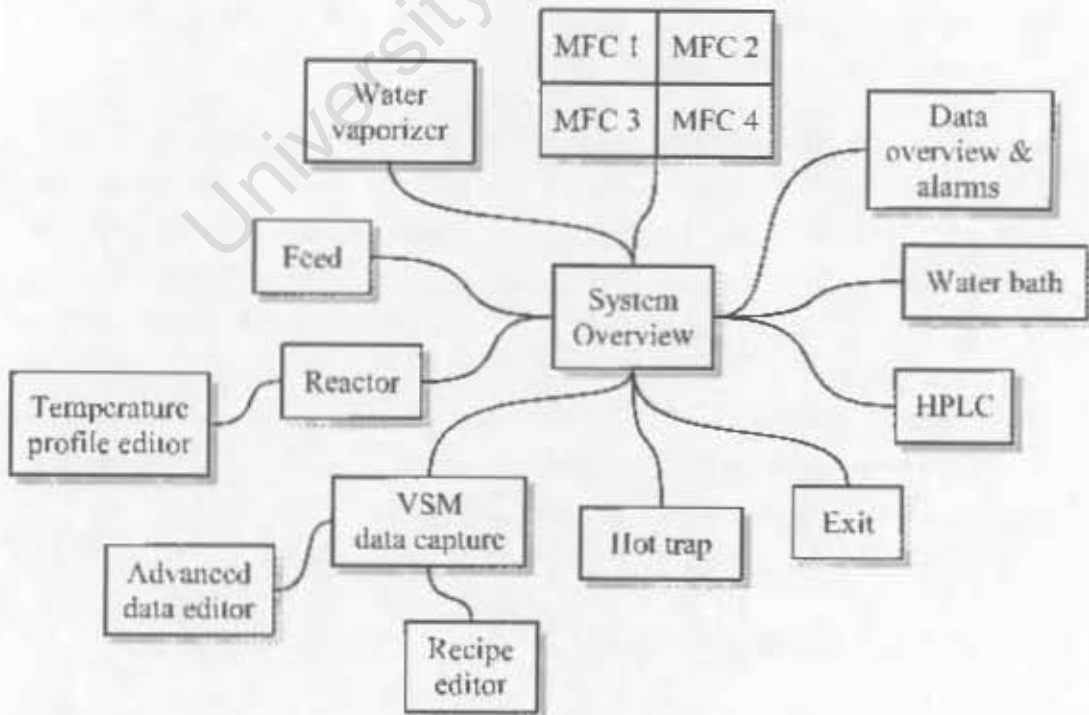 University
MFC 1
MFC 2
MFC 3
MFC 4
Water
vaporizer
Data
overview &
alarms
Feed
System
Overview
Water bath
Reactor
HPLC
Temperature
profile editor
VSM
data capture
Hot trap
Exit
Advanced
data editor
Recipe
editor